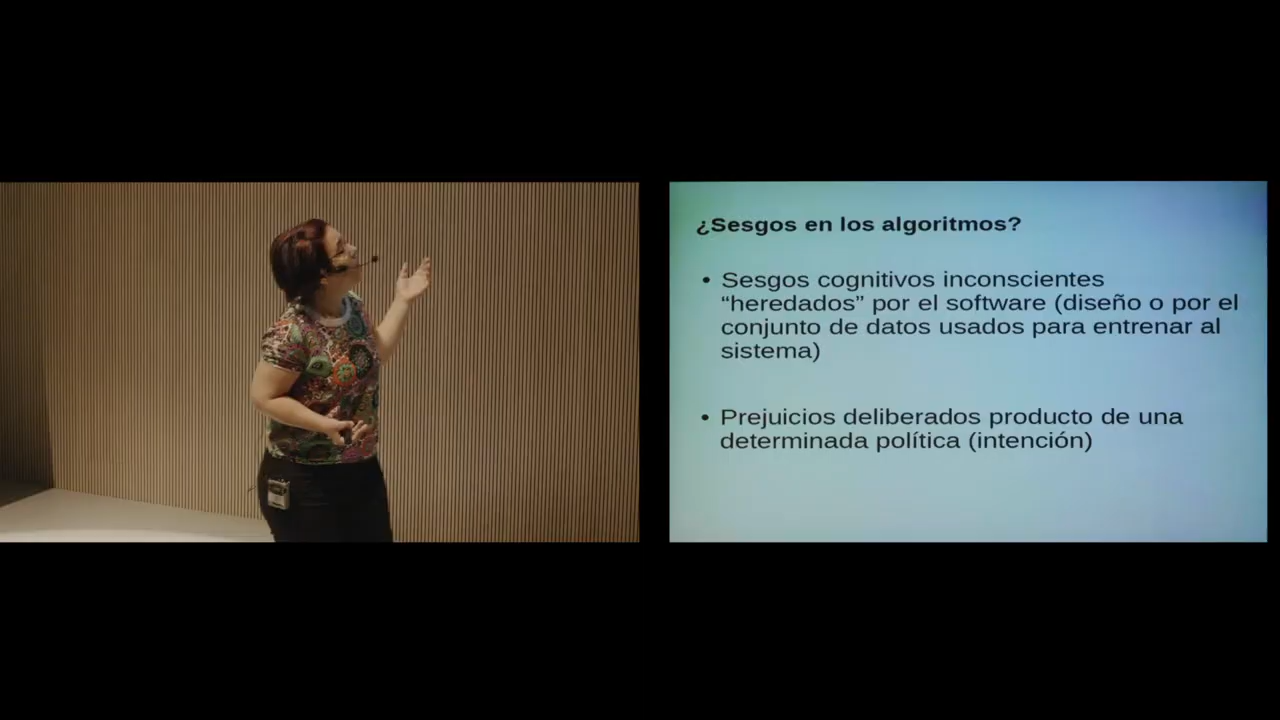 ¿Sesgos en los algoritmos?
• Sesgos cognitivos inconscientes
“heredados” por el software (diseño o por el
conjunto de datos usados para entrenar al
sistema)
• Prejuicios deliberados producto de una
determinada política (intención)